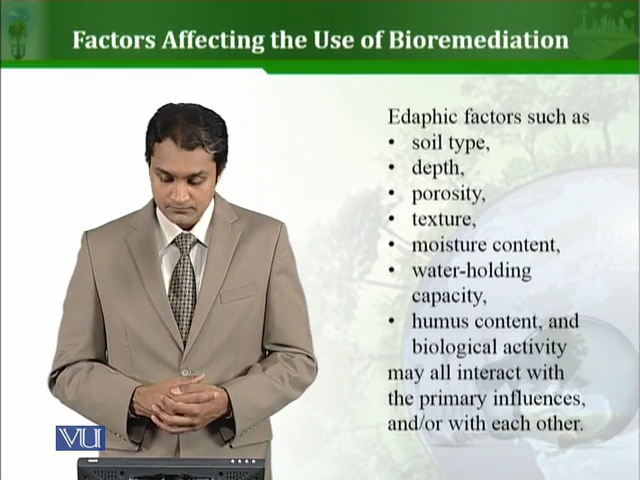 Factors Affecting the Use of Bioremediation
Edaphic factors such as
• soil type,
• depth,
• porosity,
• texture,
• moisture content,
• water-holding
capacity,
• humus content, and
biological activity
may all interact with
the primary influences,
and/or with each other.
VU